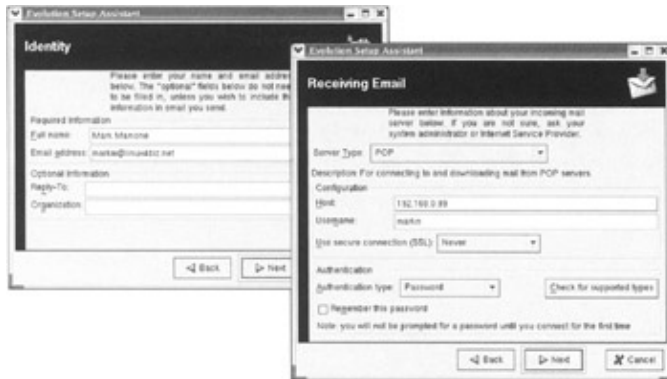 Evolution Setup Assistant
Identity
Please enter your name and email address
below. The "optional" fields below do not need
to be filled in, unless you wish to include this
information in email you send.
Required Information
Full name: Mark
Email address:
Optional Information
Reply-To:
Organization:
Back
Next
Evolution Setup Assistant
Receiving Email
Please enter information about your incoming mail
server below. If you are not sure, ask your
system administrator or Internet Service Provider.
Server Type: POP
Description: For connecting to and downloading mail from POP servers.
Configuration
Host: 192.168.0.99
Username:
Use secure connection (SSL): Never
Authentication
Authentication type: Password
Check for supported types
Remember this password
Note: you will not be prompted for a password until you connect for the first time
Back
Next
Cancel